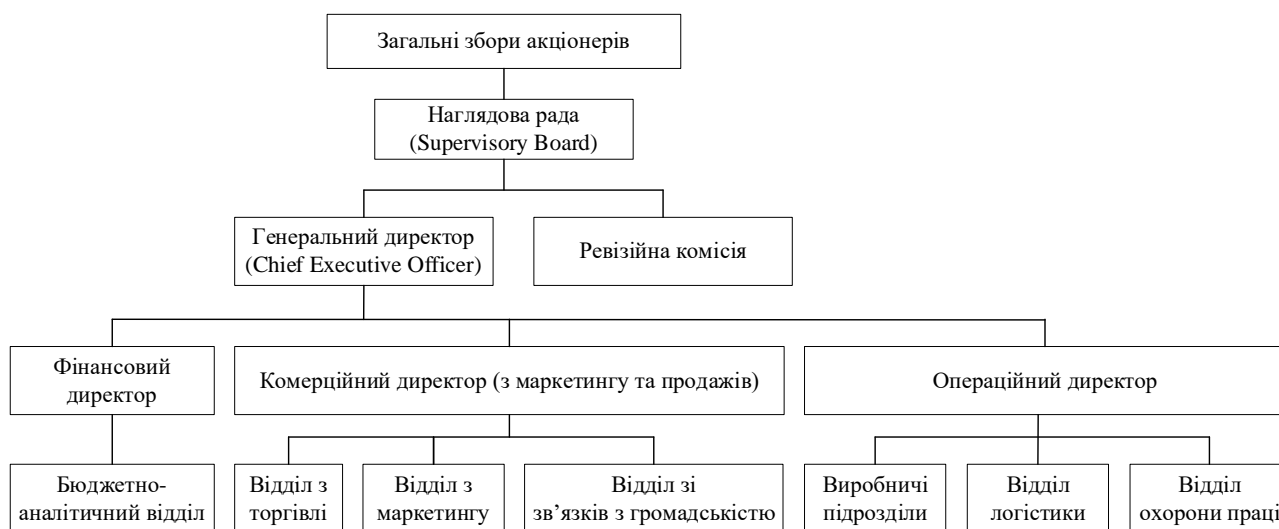 Загальні збори акціонерів
Наглядова рада
(Supervisory Board)
Генеральний директор
(Chief Executive Officer)
Ревізійна комісія
Фінансовий
директор
Комерційний директор (з маркетингу та продажів)
Операційний директор
Бюджетно-
аналітичний відділ
Відділ з
торгівлі
Відділ з
маркетингу
Відділ зі
зв’язків з громадськістю
Виробничі
підрозділи
Відділ
логістики
Відділ
охорони праці